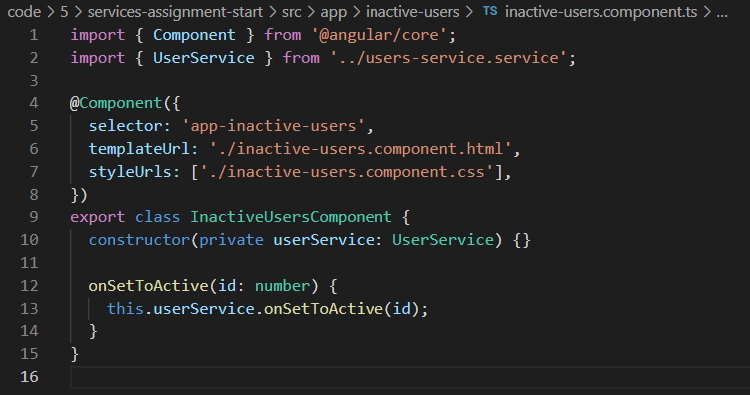 code > 5 > services-assignment-start > src > app > inactive-users > TS inactive-users.component.ts > ...
1 import { Component } from '@angular/core';
2 import { UserService } from '../users-service.service';
3
4 @Component({
5   selector: 'app-inactive-users',
6   templateUrl: './inactive-users.component.html',
7   styleUrls: ['./inactive-users.component.css'],
8 })
9 export class InactiveUsersComponent {
10   constructor(private userService: UserService) {}
11
12   onSetToActive(id: number) {
13     this.userService.onSetToActive(id);
14   }
15 }
16